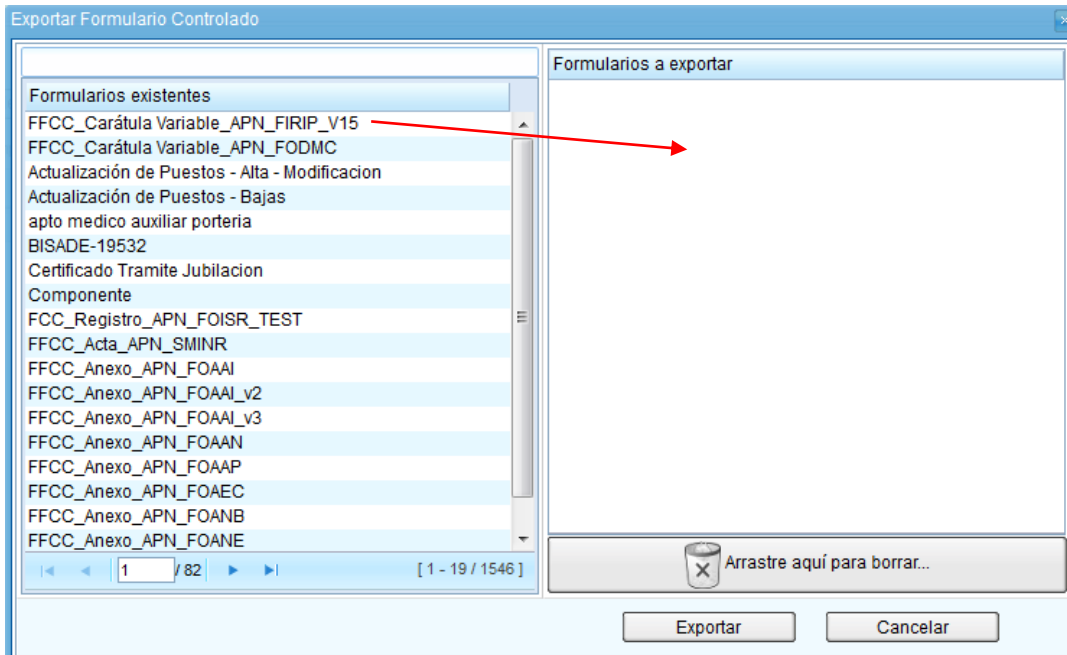 Exportar Formulario Controlado
Formularios existentes
FFCC_Carátula Variable_APN_FIRIP_V15
FFCC_Carátula Variable_APN_FODMC
Actualización de Puestos - Alta - Modificacion
Actualización de Puestos - Bajas
apto medico auxiliar porteria
BISADE-19532
Certificado Tramite Jubilacion
Componente
FCC_Registro_APN_FOISR_TEST
FFCC_Acta_APN_SMINR
FFCC_Anexo_APN_FOAAI
FFCC_Anexo_APN_FOAAI_v2
FFCC_Anexo_APN_FOAAI_v3
FFCC_Anexo_APN_FOAAN
FFCC_Anexo_APN_FOAAP
FFCC_Anexo_APN_FOAEC
FFCC_Anexo_APN_FOANB
FFCC_Anexo_APN_FOANE
1 / 82 [ 1 - 19 / 1546 ]
Formularios a exportar
Arrastre aquí para borrar...
Exportar Cancelar